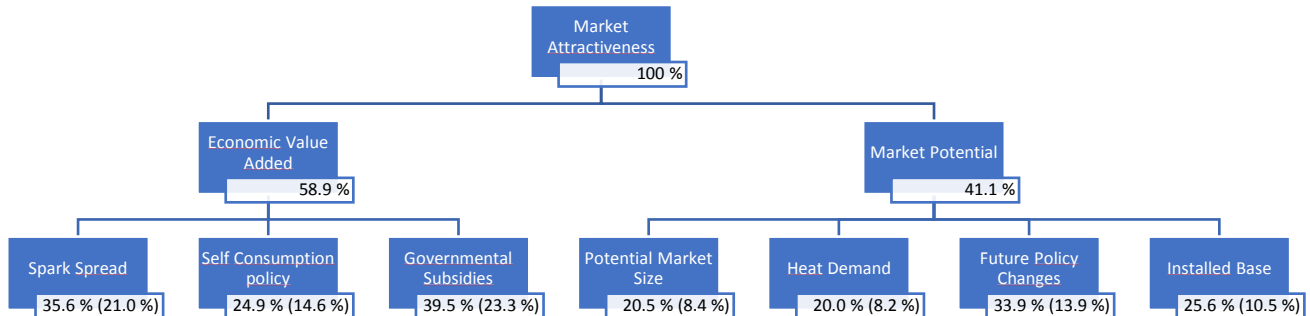 Market
Attractiveness
100 %
Economic Value
Added
58.9 %
Market Potential
41.1 %
Spark Spread
35.6 % (21.0 %)
Self Consumption
policy
24.9 % (14.6 %)
Governmental
Subsidies
39.5 % (23.3 %)
Potential Market
Size
20.5 % (8.4 %)
Heat Demand
20.0 % (8.2 %)
Future Policy
Changes
33.9 % (13.9 %)
Installed Base
25.6 % (10.5 %)